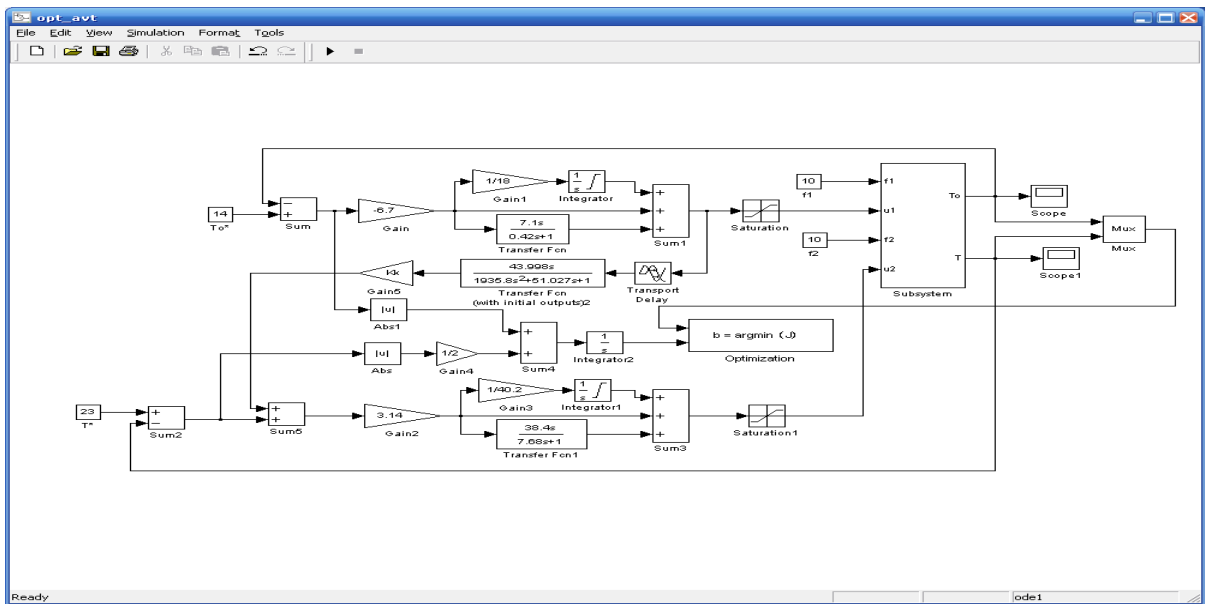 opt_avt
File Edit View Simulation Format Tools
1/18
Gain1
1
s
Integrator
14
To*
−
+
Sum
-6.7
Gain
7.1s
0.42s+1
Transfer Fcn
+
+
+
Sum1
Saturation
10
f1
10
f2
f1
u1
f2
u2
To
T
Subsystem
Scope
Scope1
Mux
Mux
kk
Gain5
43.998s
1935.8s²+51.027s+1
Transfer Fcn
(with initial outputs)2
Transport
Delay
|u|
Abs1
|u|
Abs
1/2
Gain4
+
+
Sum4
1
s
Integrator2
b = argmin (J)
Optimization
23
T*
+
−
Sum2
+
+
Sum5
3.14
Gain2
1/40.2
Gain3
1
s
Integrator1
38.4s
7.68s+1
Transfer Fcn1
+
+
+
Sum3
Saturation1
Ready ode1